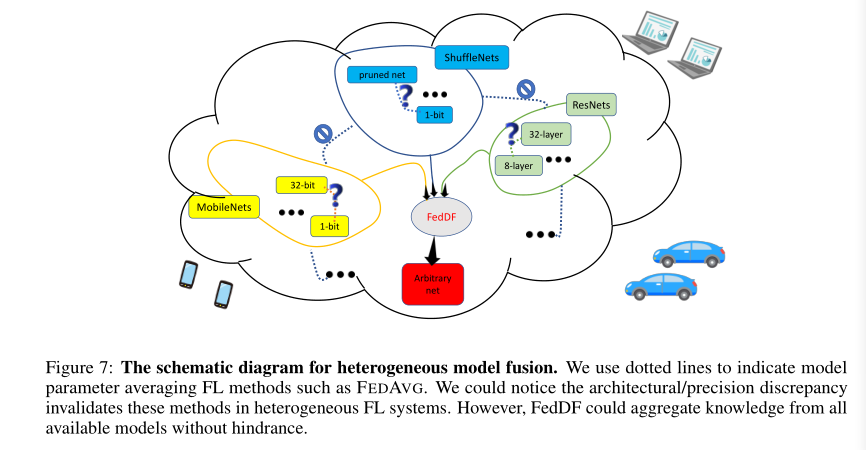 ShuffleNets
pruned net
?
1-bit
ResNets
?
32-layer
8-layer
32-bit
?
MobileNets
1-bit
FedDF
Arbitrary
net
Figure 7: The schematic diagram for heterogeneous model fusion. We use dotted lines to indicate model
parameter averaging FL methods such as FEDAVG. We could notice the architectural/precision discrepancy
invalidates these methods in heterogeneous FL systems. However, FedDF could aggregate knowledge from all
available models without hindrance.